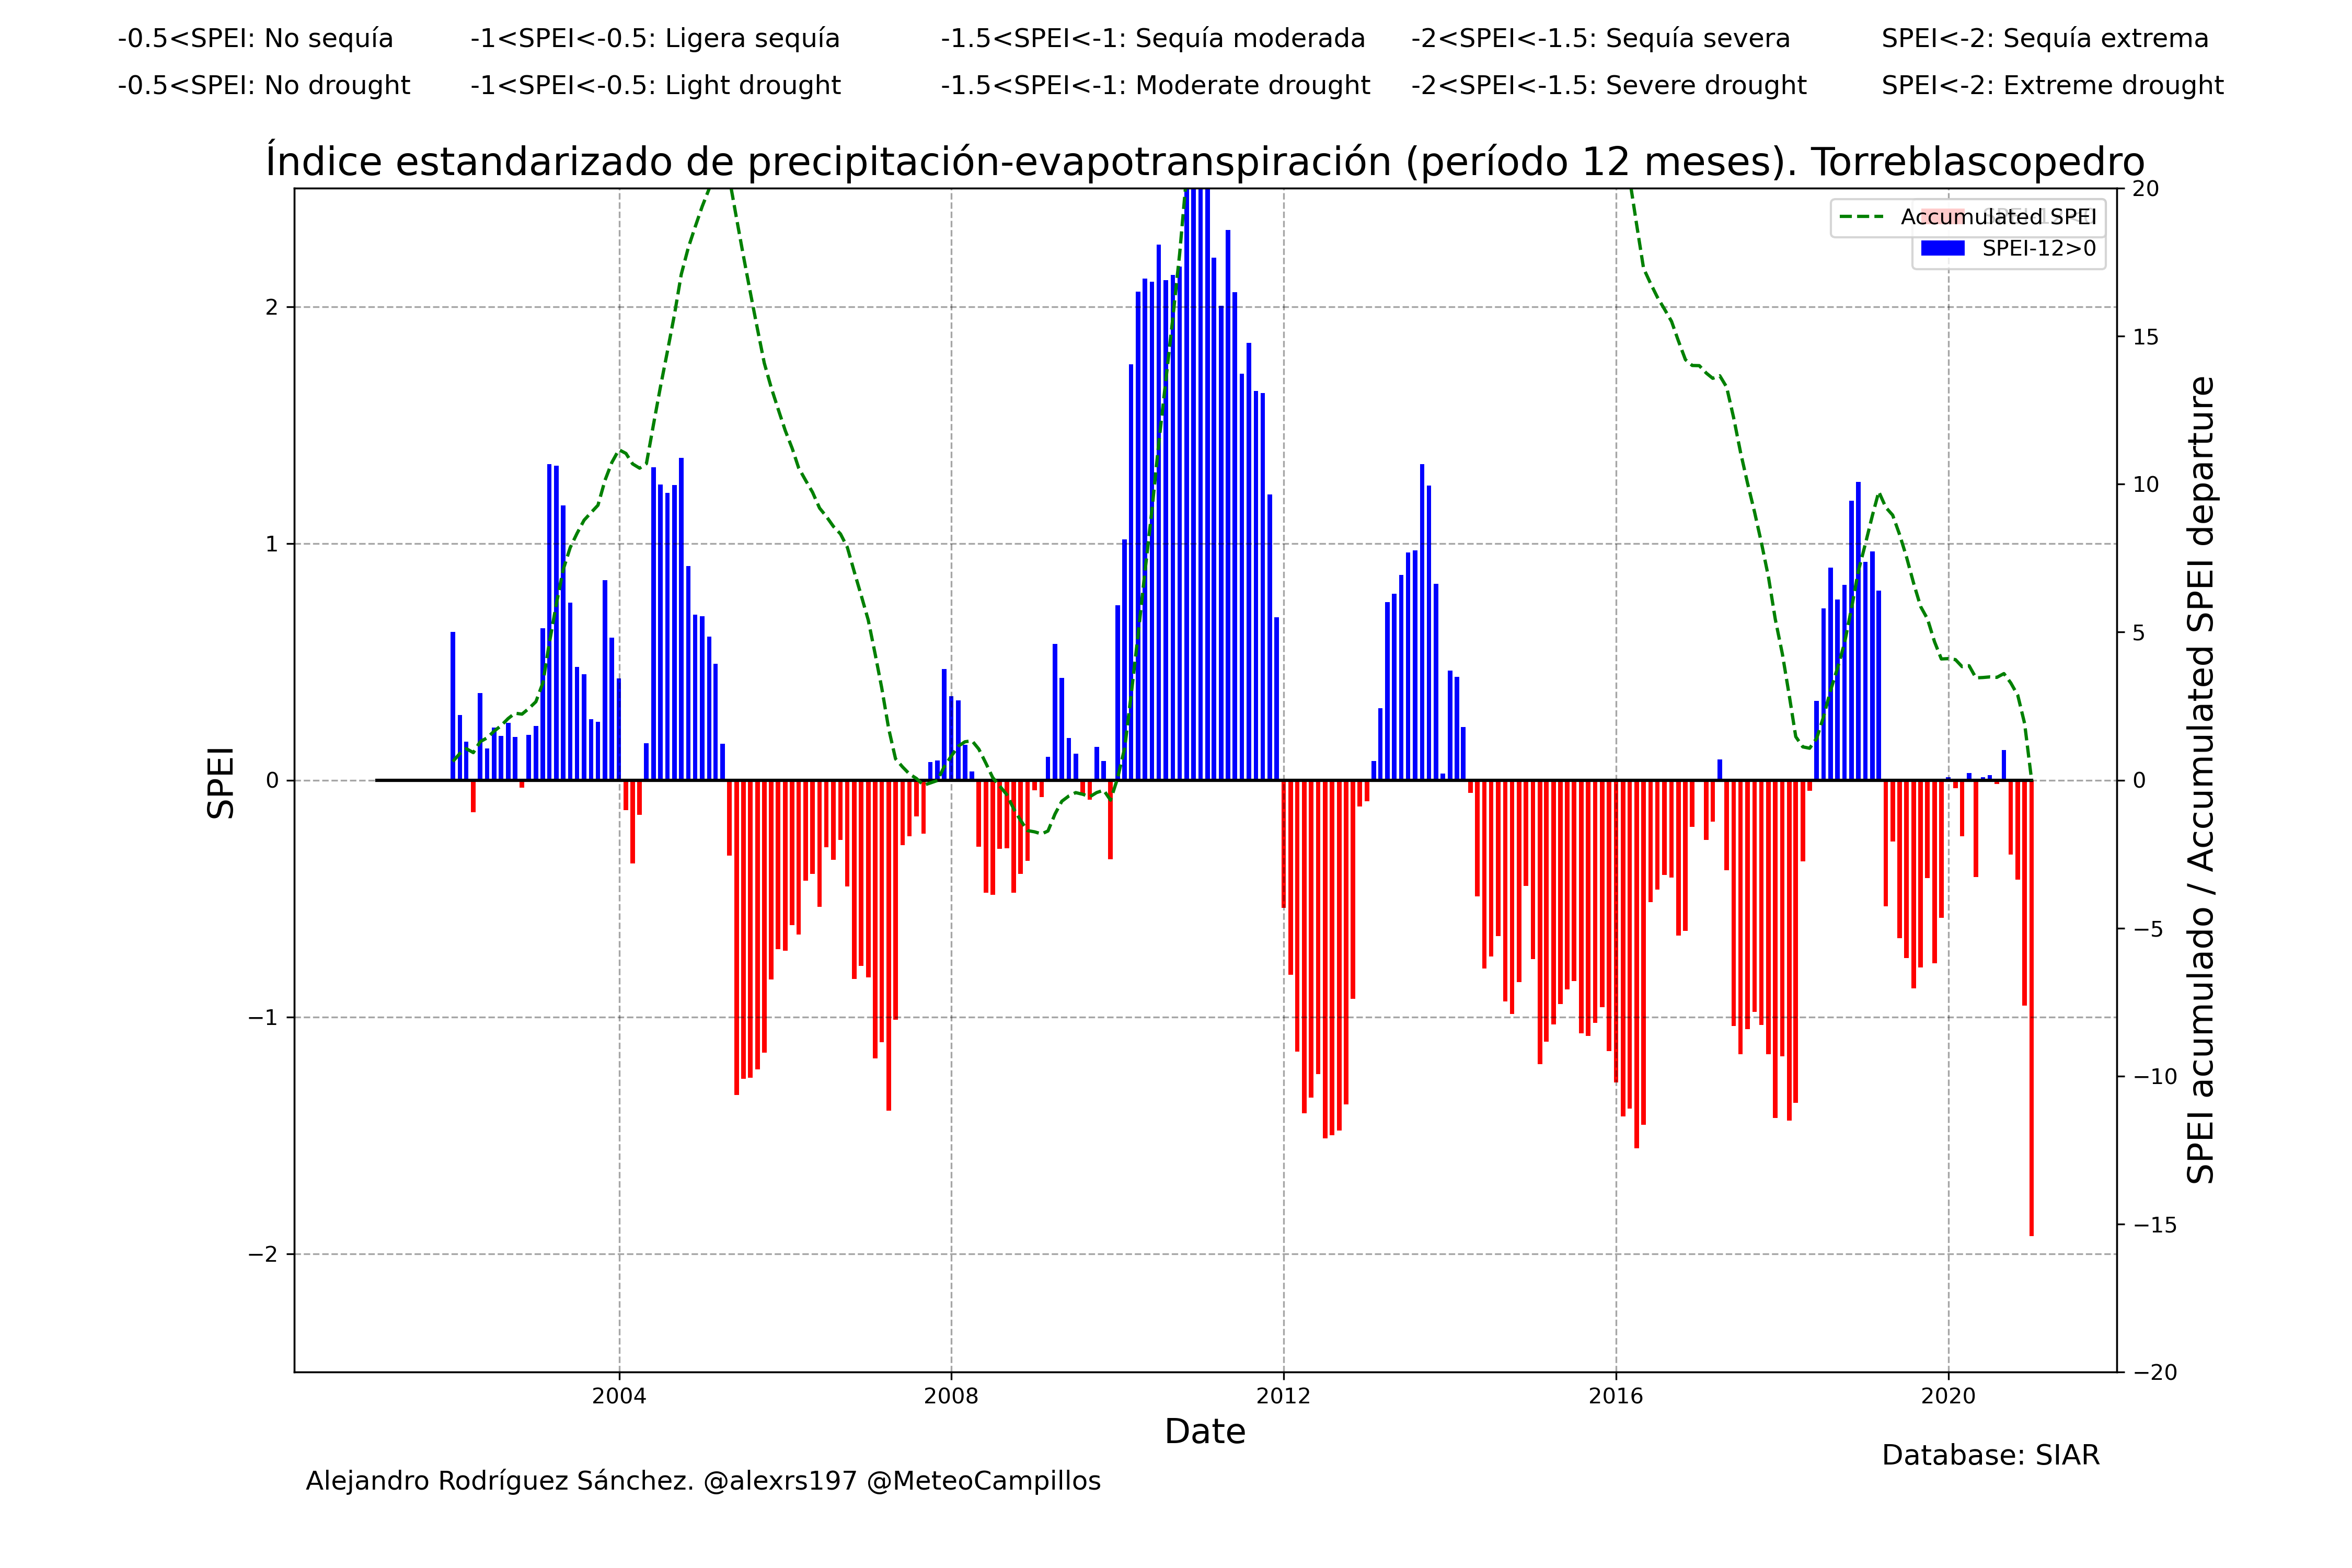 -0.5<SPEI: No sequía -1<SPEI<-0.5: Ligera sequía -1.5<SPEI<-1: Sequía moderada -2<SPEI<-1.5: Sequía severa SPEI<-2: Sequía extrema
-0.5<SPEI: No drought -1<SPEI<-0.5: Light drought -1.5<SPEI<-1: Moderate drought -2<SPEI<-1.5: Severe drought SPEI<-2: Extreme drought
Índice estandarizado de precipitación-evapotranspiración (período 12 meses). Torreblascopedro
Accumulated SPEI
SPEI-12>0
SPEI
2
1
0
−1
−2
20
15
10
5
0
−5
−10
−15
−20
SPEI acumulado / Accumulated SPEI departure
2004 2008 2012 2016 2020
Date
Database: SIAR
Alejandro Rodríguez Sánchez. @alexrs197 @MeteoCampillos